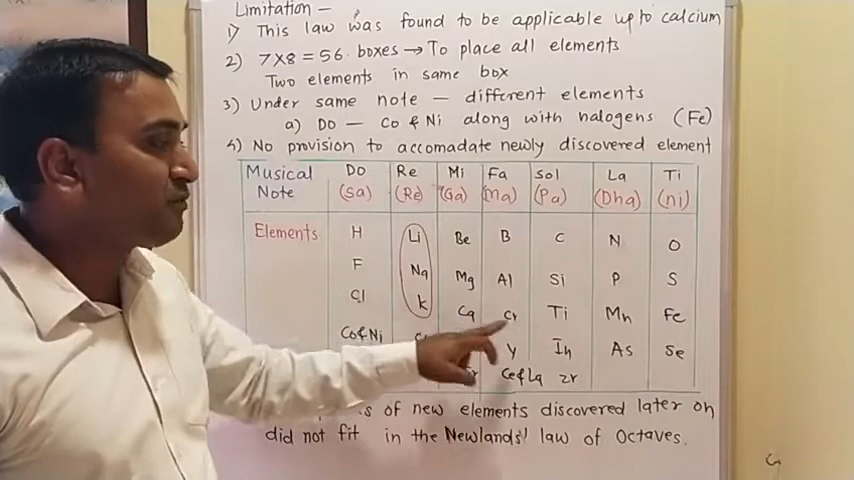 Limitation —
1) This law was found to be applicable up to calcium
2) 7x8 = 56 boxes → To place all elements
Two elements in same box
3) Under same note — different elements
a) Do — Co & Ni along with halogens (Fe)
4) No provision to accomadate newly discovered element
Musical Note Do (Sa) Re (Re) Mi (Ga) Fa (Ma) Sol (Pa) La (Dha) Ti (ni)
Elements H Li Be B C N O
F Na Mg Al Si P S
Cl K Ca Cr Ti Mn Fe
Co & Ni Y In As Se
Ce & La Zr
of new elements discovered later on
did not fit in the Newlands' law of Octaves.